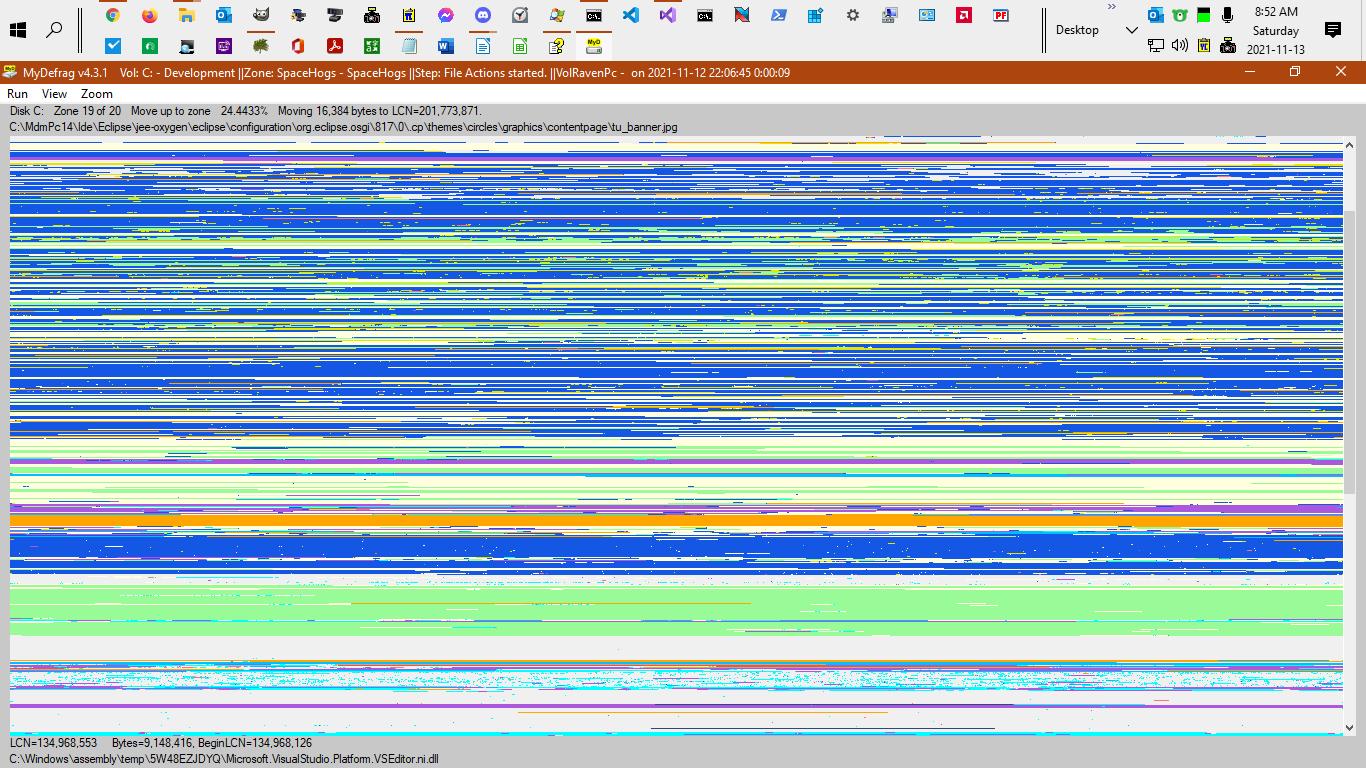 8:52 AM
Desktop
Saturday
2021-11-13
MyDefrag v4.3.1 Vol: C: - Development ||Zone: SpaceHogs - SpaceHogs ||Step: File Actions started. ||VolRavenPc - on 2021-11-12 22:06:45 0:00:09
Run View Zoom
Disk C: Zone 19 of 20 Move up to zone 24.4433% Moving 16,384 bytes to LCN=201,773,871.
C:\MdmPc14\Ide\Eclipse\jee-oxygen\eclipse\configuration\org.eclipse.osgi\817\0\.cp\themes\circles\graphics\contentpage\tu_banner.jpg
LCN=134,968,553 Bytes=9,148,416, BeginLCN=134,968,126
C:\Windows\assembly\temp\5W48EZJDYQ\Microsoft.VisualStudio.Platform.VSEditor.ni.dll